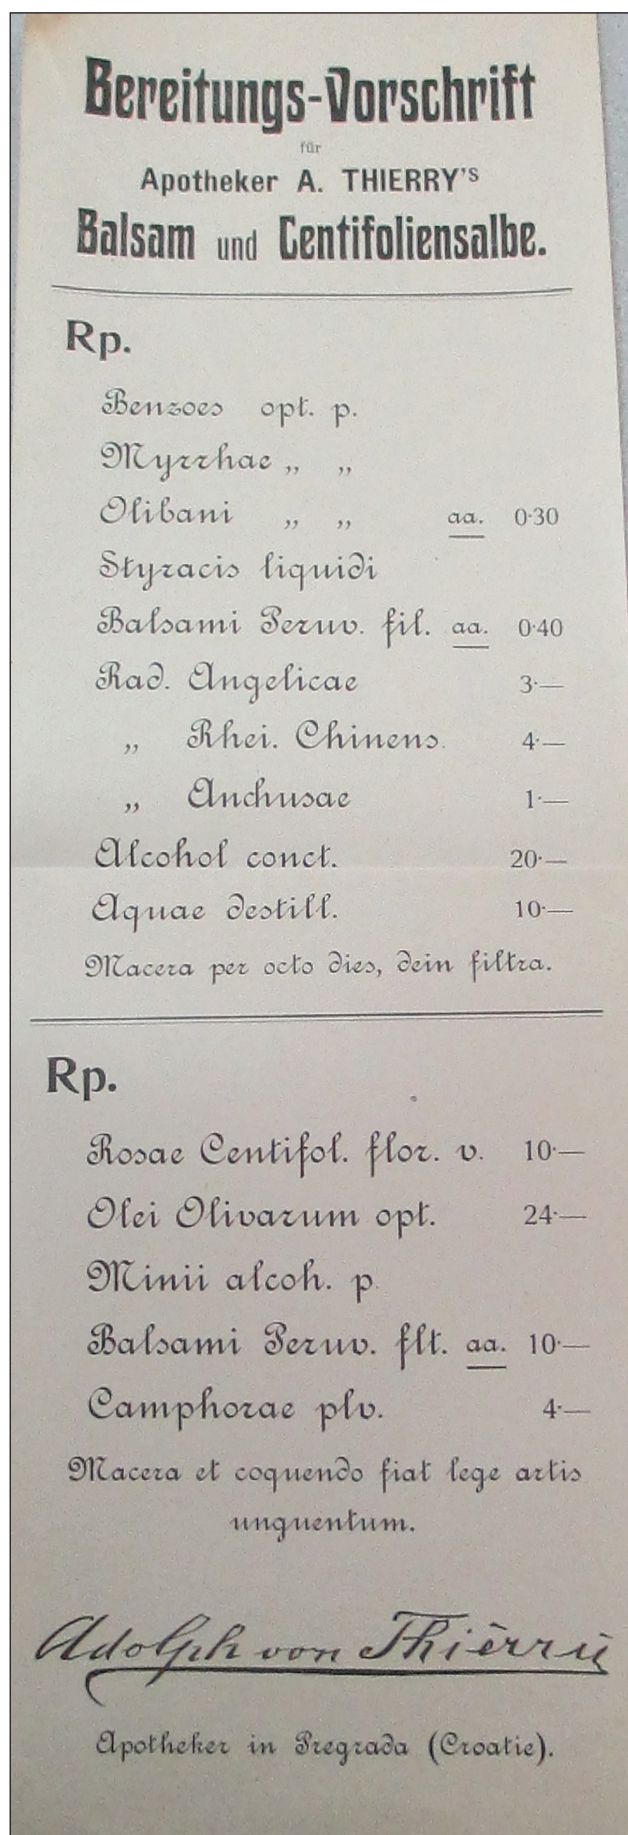 Bereitungs-Vorschrift
für
Apotheker A. THIERRY'S
Balsam und Centifoliensalbe.
Rp.
Benzoes opt. p.
Myrrhae „ „
Olibani „ „ aa. 0·30
Styracis liquidi
Balsami Peruv. fil. aa. 0·40
Rad. Angelicae 3·—
„ Rhei. Chinens. 4·—
„ Anchusae 1·—
Alcohol conct. 20·—
Aquae destill. 10·—
Macera per octo dies, dein filtra.
Rp.
Rosae Centifol. flor. v. 10·—
Olei Olivarum opt. 24·—
Minii alcoh. p.
Balsami Peruv. flt. aa. 10·—
Camphorae plv. 4·—
Macera et coquendo fiat lege artis
unguentum.
Adolph von Thierry
Apotheker in Pregrada (Croatie).